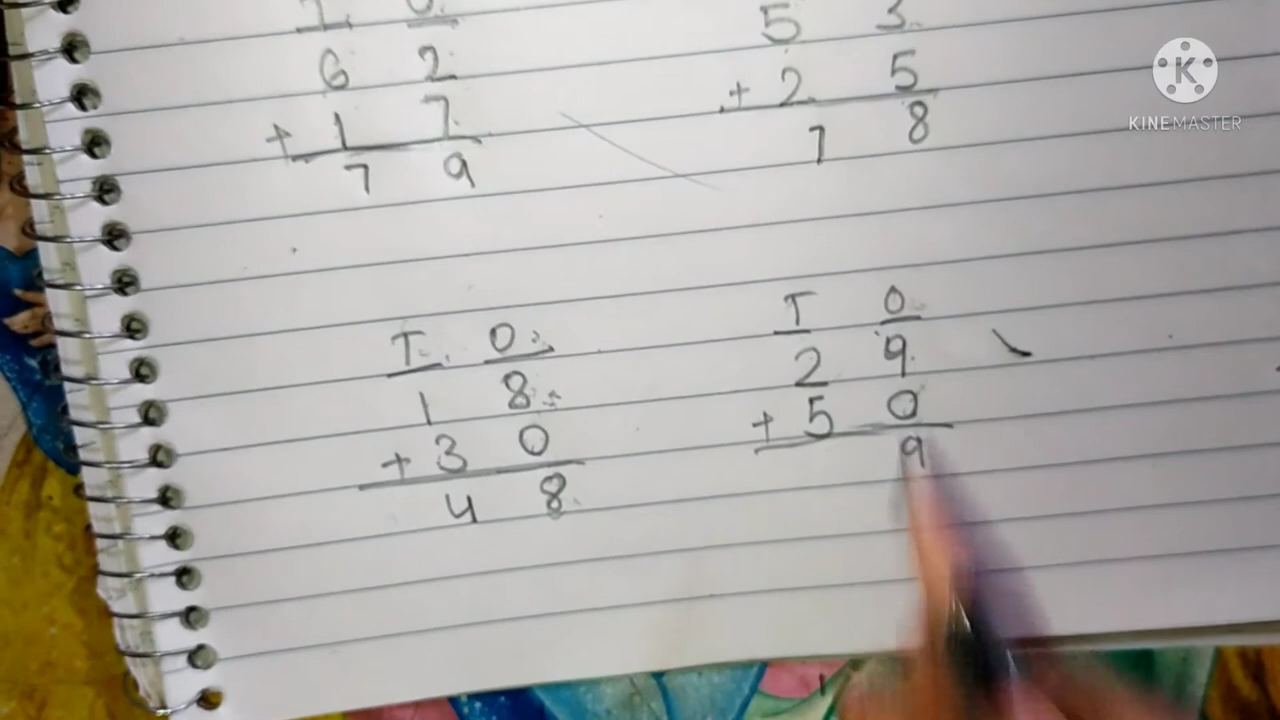 T O
6 2
+ 1 7
7 9
5 3
+ 2 5
7 8
K
KINEMASTER
T O
1 8
+ 3 0
4 8
T O
2 9
+ 5 0
9